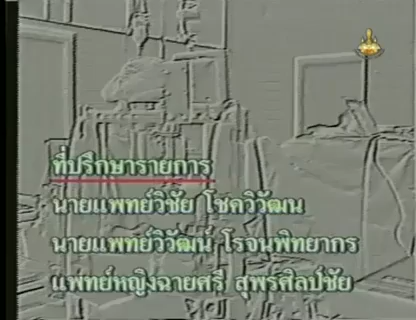 ที่ปรึกษารายการ
นายแพทย์วิชัย โชควิวัฒน
นายแพทย์วิวัฒน์ โรจนพิทยากร
แพทย์หญิงฉายศรี สุพรศิลป์ชัย